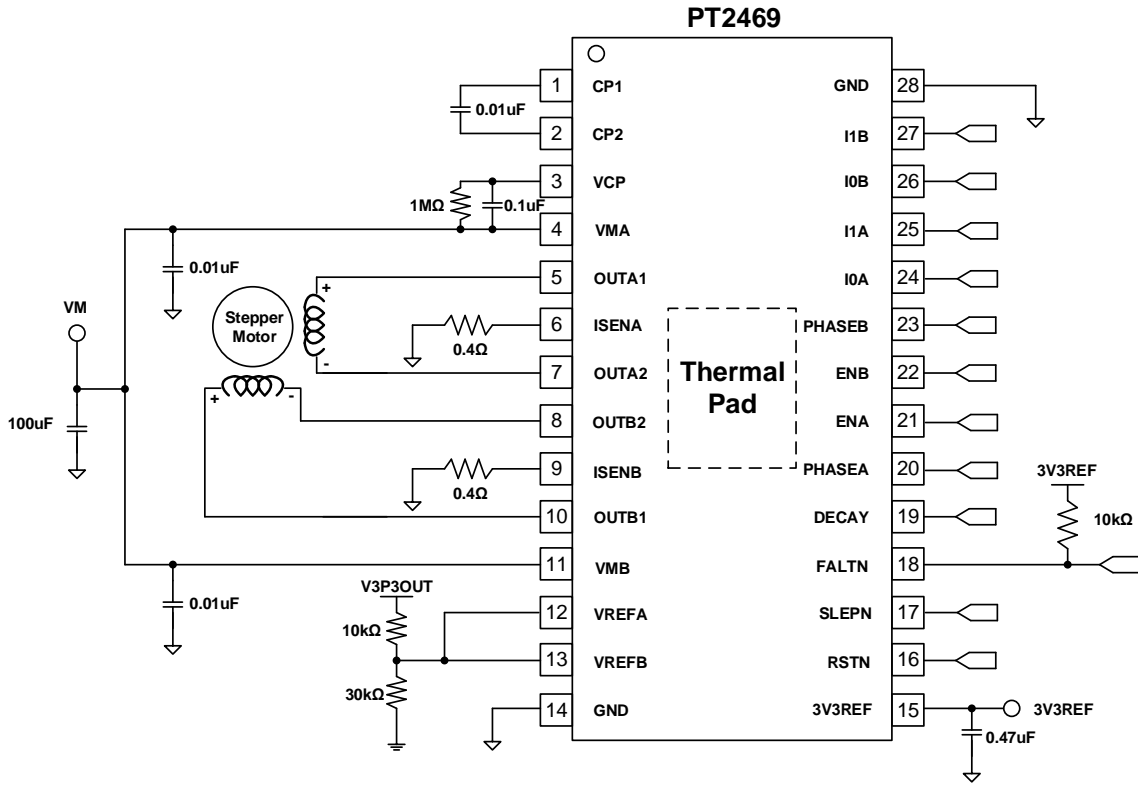 PT2469
1 CP1
0.01uF
2 CP2
3 VCP
1MΩ
0.1uF
4 VMA
0.01uF
5 OUTA1
+
VM
Stepper
Motor
6 ISENA
0.4Ω
-
7 OUTA2
+ -
8 OUTB2
100uF
9 ISENB
0.4Ω
10 OUTB1
11 VMB
0.01uF
V3P3OUT
12 VREFA
10kΩ
13 VREFB
30kΩ
14 GND
Thermal
Pad
GND 28
I1B 27
I0B 26
I1A 25
I0A 24
PHASEB 23
ENB 22
ENA 21
PHASEA 20
3V3REF
DECAY 19
10kΩ
FALTN 18
SLEPN 17
RSTN 16
3V3REF 15
3V3REF
0.47uF